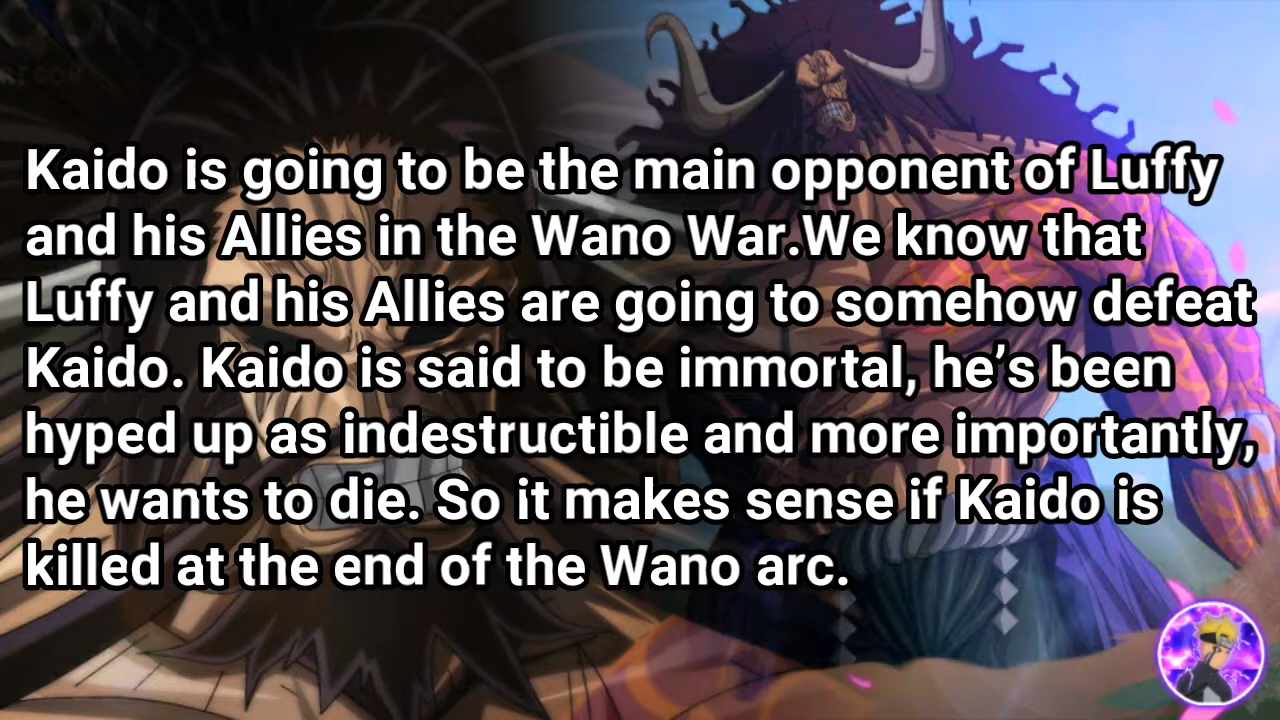 Kaido is going to be the main opponent of Luffy
and his Allies in the Wano War.We know that
Luffy and his Allies are going to somehow defeat
Kaido. Kaido is said to be immortal, he’s been
hyped up as indestructible and more importantly,
he wants to die. So it makes sense if Kaido is
killed at the end of the Wano arc.